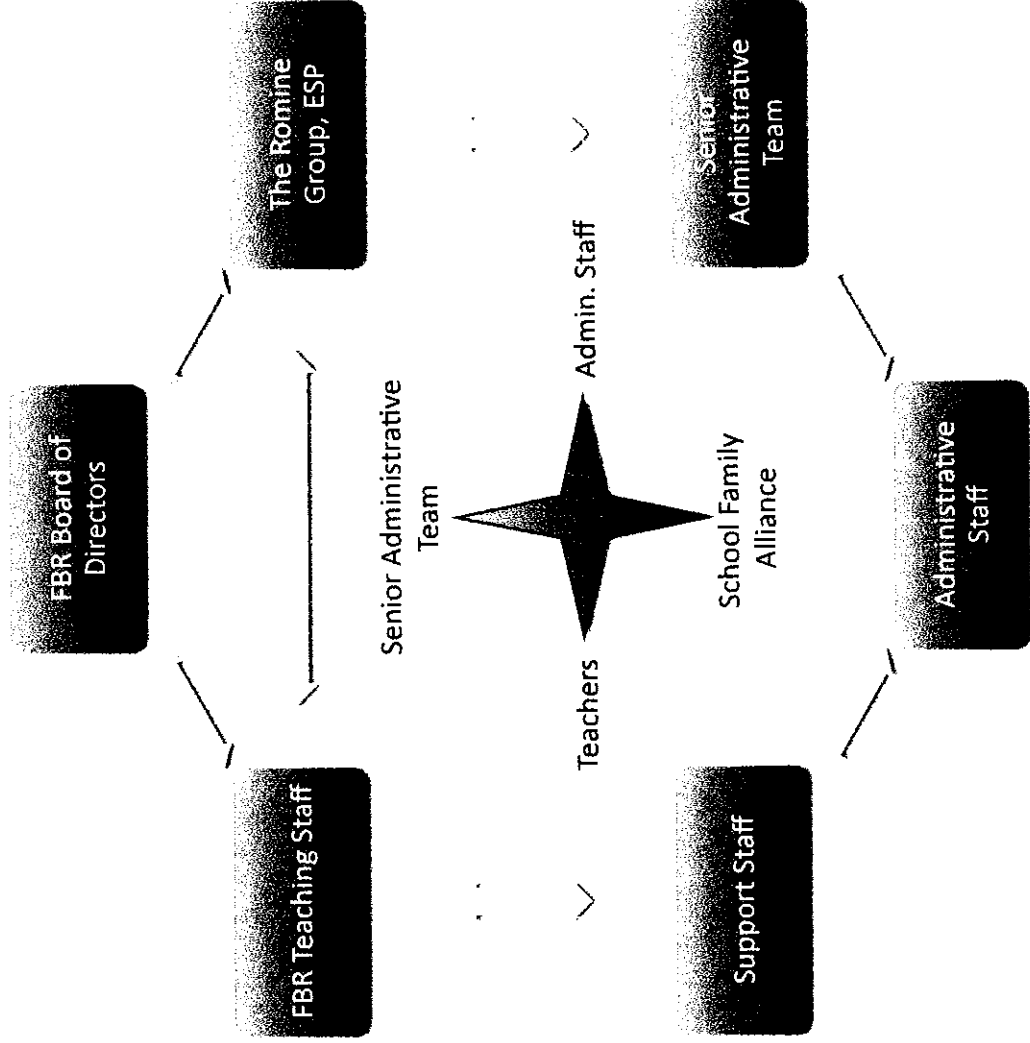 FBR Board of
Directors
FBR Teaching Staff
The Romine
Group, ESP
Senior Administrative
Team
Teachers
Admin. Staff
School Family
Alliance
Support Staff
Senior
Administrative
Team
Administrative
Staff